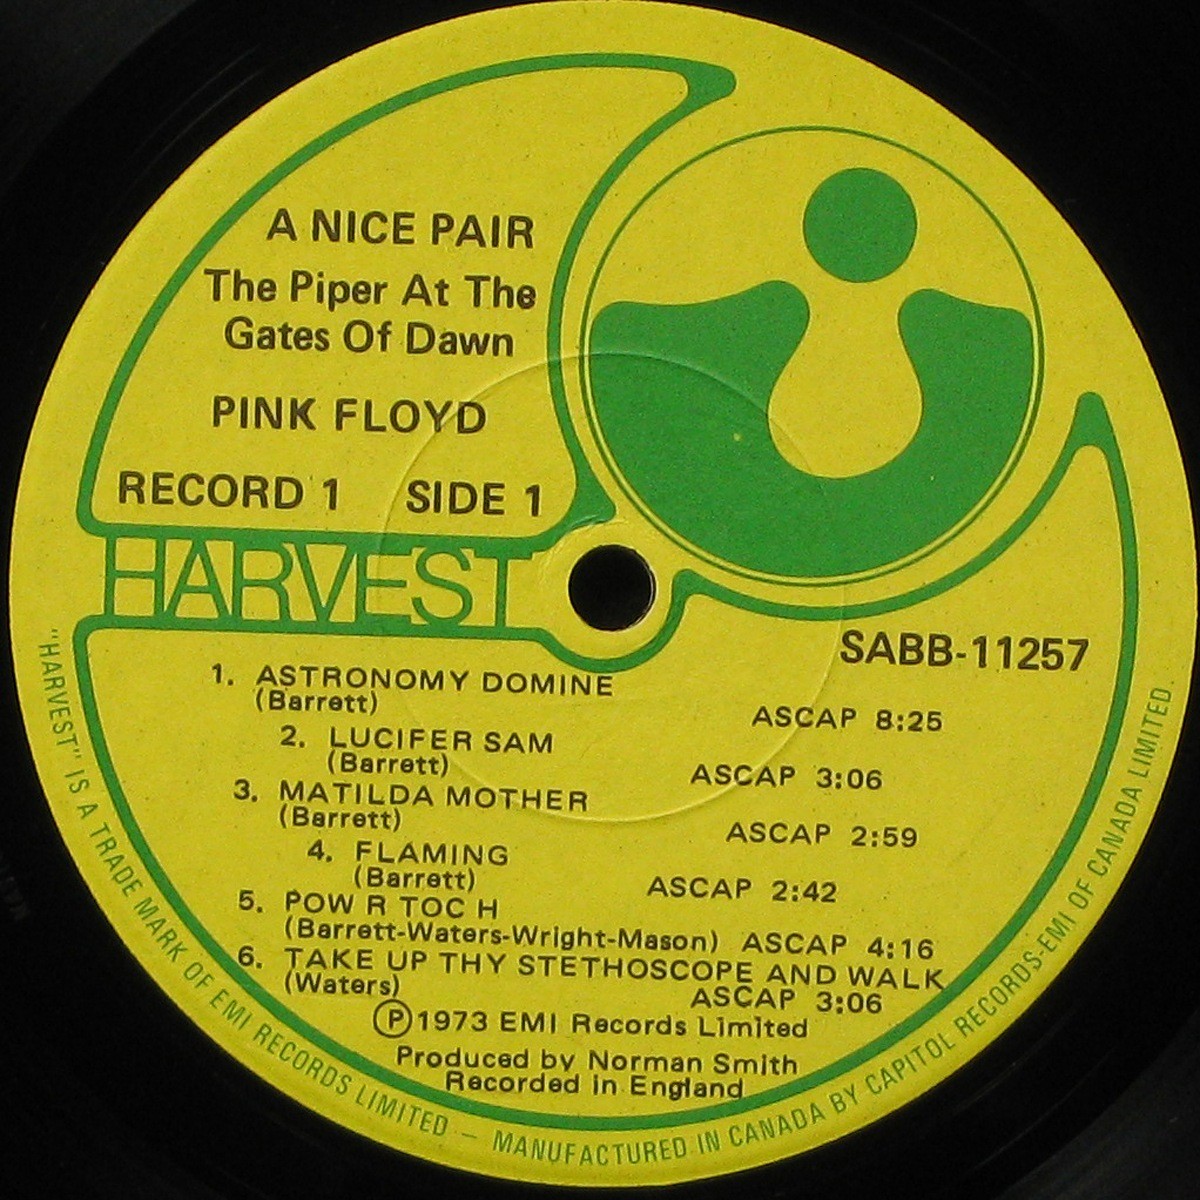 A NICE PAIR
The Piper At The
Gates Of Dawn
PINK FLOYD
RECORD 1 SIDE 1
HARVEST
SABB-11257
1. ASTRONOMY DOMINE
(Barrett)
ASCAP 8:25
2. LUCIFER SAM
(Barrett)
ASCAP 3:06
3. MATILDA MOTHER
(Barrett)
ASCAP 2:59
4. FLAMING
(Barrett)
ASCAP 2:42
5. POW R TOC H
(Barrett-Waters-Wright-Mason) ASCAP 4:16
6. TAKE UP THY STETHOSCOPE AND WALK
(Waters)
ASCAP 3:06
Ⓟ1973 EMI Records Limited
Produced by Norman Smith
Recorded in England
"HARVEST" IS A TRADE MARK OF EMI RECORDS LIMITED — MANUFACTURED IN CANADA BY CAPITOL RECORDS-EMI OF CANADA LIMITED.